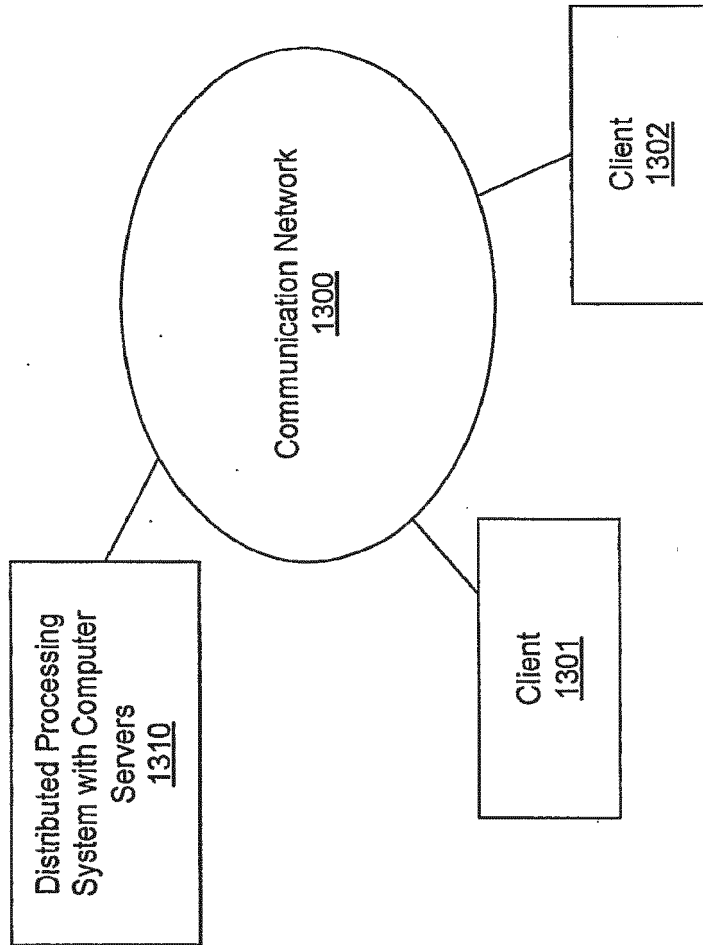 Distributed Processing
System with Computer
Servers
1310
Communication Network
1300
Client
1301
Client
1302